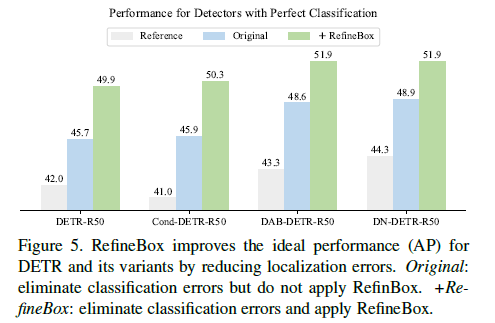 Performance for Detectors with Perfect Classification
Reference Original + RefineBox
51.9 51.9
49.9 50.3
48.6 48.9
45.7 45.9
44.3
43.3
42.0
41.0
DETR-R50 Cond-DETR-R50 DAB-DETR-R50 DN-DETR-R50
Figure 5. RefineBox improves the ideal performance (AP) for
DETR and its variants by reducing localization errors. Original:
eliminate classification errors but do not apply RefinBox. +Re-
fineBox: eliminate classification errors and apply RefineBox.